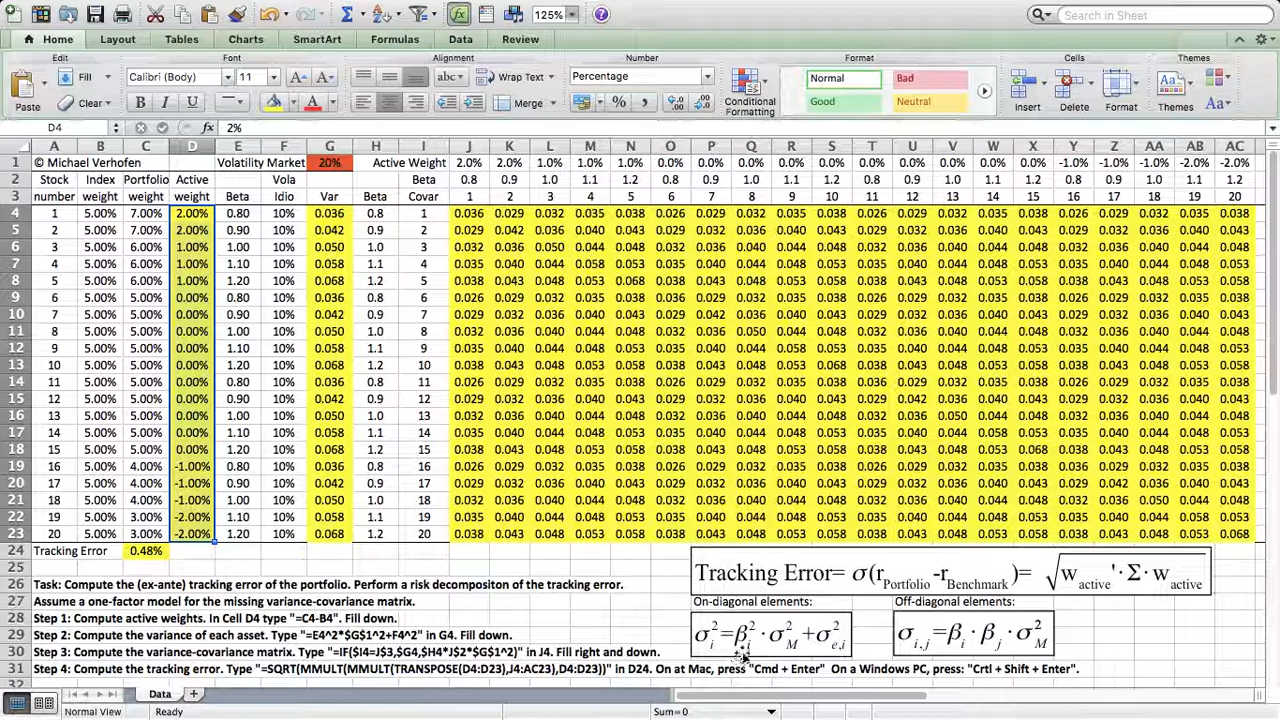 125%
Search in Sheet
Home Layout Tables Charts SmartArt Formulas Data Review
Edit Font Alignment Number Format Cells Themes
Paste Fill Clear Calibri (Body) 11 abc Wrap Text Merge Percentage Conditional Formatting Normal Bad Good Neutral Insert Delete Format Themes Aa
B I U A % ,
D4 fx 2%
A B C D E F G H I J K L M N O P Q R S T U V W X Y Z AA AB AC
1 © Michael Verhofen Volatility Market 20% Active Weight 2.0% 2.0% 1.0% 1.0% 1.0% 0.0% 0.0% 0.0% 0.0% 0.0% 0.0% 0.0% 0.0% 0.0% 0.0% -1.0% -1.0% -1.0% -2.0% -2.0%
2 Stock Index Portfolio Active Vola Beta 0.8 0.9 1.0 1.1 1.2 0.8 0.9 1.0 1.1 1.2 0.8 0.9 1.0 1.1 1.2 0.8 0.9 1.0 1.1 1.2
3 number weight weight weight Beta Idio Var Beta Covar 1 2 3 4 5 6 7 8 9 10 11 12 13 14 15 16 17 18 19 20
4 1 5.00% 7.00% 2.00% 0.80 10% 0.036 0.8 1 0.036 0.029 0.032 0.035 0.038 0.026 0.029 0.032 0.035 0.038 0.026 0.029 0.032 0.035 0.038 0.026 0.029 0.032 0.035 0.038
5 2 5.00% 7.00% 2.00% 0.90 10% 0.042 0.9 2 0.029 0.042 0.036 0.040 0.043 0.029 0.032 0.036 0.040 0.043 0.029 0.032 0.036 0.040 0.043 0.029 0.032 0.036 0.040 0.043
6 3 5.00% 6.00% 1.00% 1.00 10% 0.050 1.0 3 0.032 0.036 0.050 0.044 0.048 0.032 0.036 0.040 0.044 0.048 0.032 0.036 0.040 0.044 0.048 0.032 0.036 0.040 0.044 0.048
7 4 5.00% 6.00% 1.00% 1.10 10% 0.058 1.1 4 0.035 0.040 0.044 0.058 0.053 0.035 0.040 0.044 0.048 0.053 0.035 0.040 0.044 0.048 0.053 0.035 0.040 0.044 0.048 0.053
8 5 5.00% 6.00% 1.00% 1.20 10% 0.068 1.2 5 0.038 0.043 0.048 0.053 0.068 0.038 0.043 0.048 0.053 0.058 0.038 0.043 0.048 0.053 0.058 0.038 0.043 0.048 0.053 0.058
9 6 5.00% 5.00% 0.00% 0.80 10% 0.036 0.8 6 0.026 0.029 0.032 0.035 0.038 0.036 0.029 0.032 0.035 0.038 0.026 0.029 0.032 0.035 0.038 0.026 0.029 0.032 0.035 0.038
10 7 5.00% 5.00% 0.00% 0.90 10% 0.042 0.9 7 0.029 0.032 0.036 0.040 0.043 0.029 0.042 0.036 0.040 0.043 0.029 0.032 0.036 0.040 0.043 0.029 0.032 0.036 0.040 0.043
11 8 5.00% 5.00% 0.00% 1.00 10% 0.050 1.0 8 0.032 0.036 0.040 0.044 0.048 0.032 0.036 0.050 0.044 0.048 0.032 0.036 0.040 0.044 0.048 0.032 0.036 0.040 0.044 0.048
12 9 5.00% 5.00% 0.00% 1.10 10% 0.058 1.1 9 0.035 0.040 0.044 0.048 0.053 0.035 0.040 0.044 0.058 0.053 0.035 0.040 0.044 0.048 0.053 0.035 0.040 0.044 0.048 0.053
13 10 5.00% 5.00% 0.00% 1.20 10% 0.068 1.2 10 0.038 0.043 0.048 0.053 0.058 0.038 0.043 0.048 0.053 0.068 0.038 0.043 0.048 0.053 0.058 0.038 0.043 0.048 0.053 0.058
14 11 5.00% 5.00% 0.00% 0.80 10% 0.036 0.8 11 0.026 0.029 0.032 0.035 0.038 0.026 0.029 0.032 0.035 0.038 0.036 0.029 0.032 0.035 0.038 0.026 0.029 0.032 0.035 0.038
15 12 5.00% 5.00% 0.00% 0.90 10% 0.042 0.9 12 0.029 0.032 0.036 0.040 0.043 0.029 0.032 0.036 0.040 0.043 0.029 0.042 0.036 0.040 0.043 0.029 0.032 0.036 0.040 0.043
16 13 5.00% 5.00% 0.00% 1.00 10% 0.050 1.0 13 0.032 0.036 0.040 0.044 0.048 0.032 0.036 0.040 0.044 0.048 0.032 0.036 0.050 0.044 0.048 0.032 0.036 0.040 0.044 0.048
17 14 5.00% 5.00% 0.00% 1.10 10% 0.058 1.1 14 0.035 0.040 0.044 0.048 0.053 0.035 0.040 0.044 0.048 0.053 0.035 0.040 0.044 0.058 0.053 0.035 0.040 0.044 0.048 0.053
18 15 5.00% 5.00% 0.00% 1.20 10% 0.068 1.2 15 0.038 0.043 0.048 0.053 0.058 0.038 0.043 0.048 0.053 0.058 0.038 0.043 0.048 0.053 0.068 0.038 0.043 0.048 0.053 0.058
19 16 5.00% 4.00% -1.00% 0.80 10% 0.036 0.8 16 0.026 0.029 0.032 0.035 0.038 0.026 0.029 0.032 0.035 0.038 0.026 0.029 0.032 0.035 0.038 0.036 0.029 0.032 0.035 0.038
20 17 5.00% 4.00% -1.00% 0.90 10% 0.042 0.9 17 0.029 0.032 0.036 0.040 0.043 0.029 0.032 0.036 0.040 0.043 0.029 0.032 0.036 0.040 0.043 0.029 0.042 0.036 0.040 0.043
21 18 5.00% 4.00% -1.00% 1.00 10% 0.050 1.0 18 0.032 0.036 0.040 0.044 0.048 0.032 0.036 0.040 0.044 0.048 0.032 0.036 0.040 0.044 0.048 0.032 0.036 0.050 0.044 0.048
22 19 5.00% 3.00% -2.00% 1.10 10% 0.058 1.1 19 0.035 0.040 0.044 0.048 0.053 0.035 0.040 0.044 0.048 0.053 0.035 0.040 0.044 0.048 0.053 0.035 0.040 0.044 0.058 0.053
23 20 5.00% 3.00% -2.00% 1.20 10% 0.068 1.2 20 0.038 0.043 0.048 0.053 0.058 0.038 0.043 0.048 0.053 0.058 0.038 0.043 0.048 0.053 0.058 0.038 0.043 0.048 0.053 0.068
24 Tracking Error 0.48%
25 Tracking Error= σ(r_Portfolio -r_Benchmark)= √w_active'·Σ·w_active
26 Task: Compute the (ex-ante) tracking error of the portfolio. Perform a risk decompositon of the tracking error.
27 Assume a one-factor model for the missing variance-covariance matrix. On-diagonal elements: Off-diagonal elements:
28 Step 1: Compute active weights. In Cell D4 type "=C4-B4". Fill down.
29 Step 2: Compute the variance of each asset. Type "=E4^2*$G$1^2+F4^2" in G4. Fill down. σ_i^2=β_i^2·σ_M^2+σ_e,i^2 σ_i,j=β_i·β_j·σ_M^2
30 Step 3: Compute the variance-covariance matrix. Type "=IF($I4=J$3,$G4,$H4*J$2*$G$1^2)" in J4. Fill right and down.
31 Step 4: Compute the tracking error. Type "=SQRT(MMULT(MMULT(TRANSPOSE(D4:D23),J4:AC23),D4:D23))" in D24. On at Mac, press "Cmd + Enter" On a Windows PC, press: "Crtl + Shift + Enter".
32
Data
Normal View Ready Sum=0